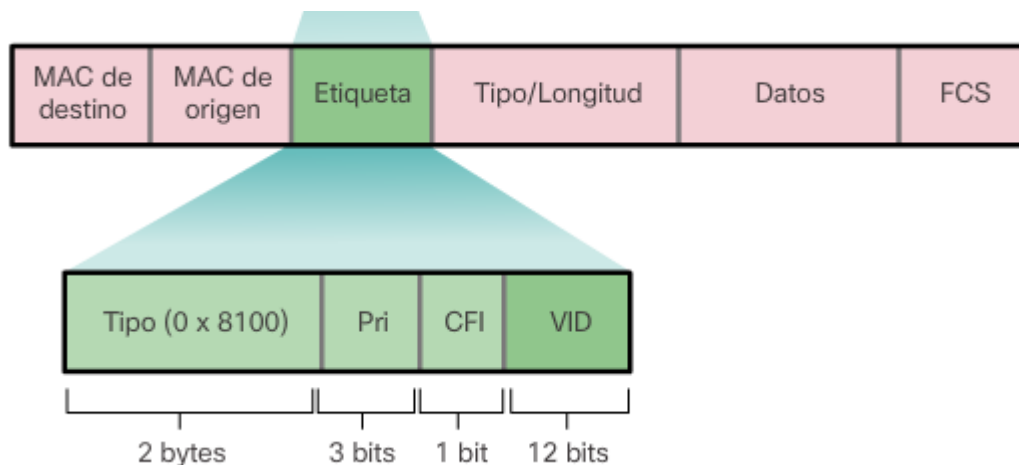 MAC de
destino
MAC de
origen
Etiqueta
Tipo/Longitud
Datos
FCS
Tipo (0 x 8100)
Pri
CFI
VID
2 bytes
3 bits
1 bit
12 bits